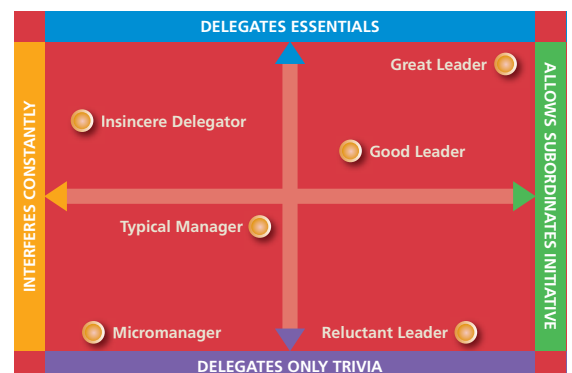 DELEGATES ESSENTIALS
Great Leader
Insincere Delegator
Good Leader
INTERFERES CONSTANTLY
ALLOWS SUBORDINATES INITIATIVE
Typical Manager
Micromanager
Reluctant Leader
DELEGATES ONLY TRIVIA